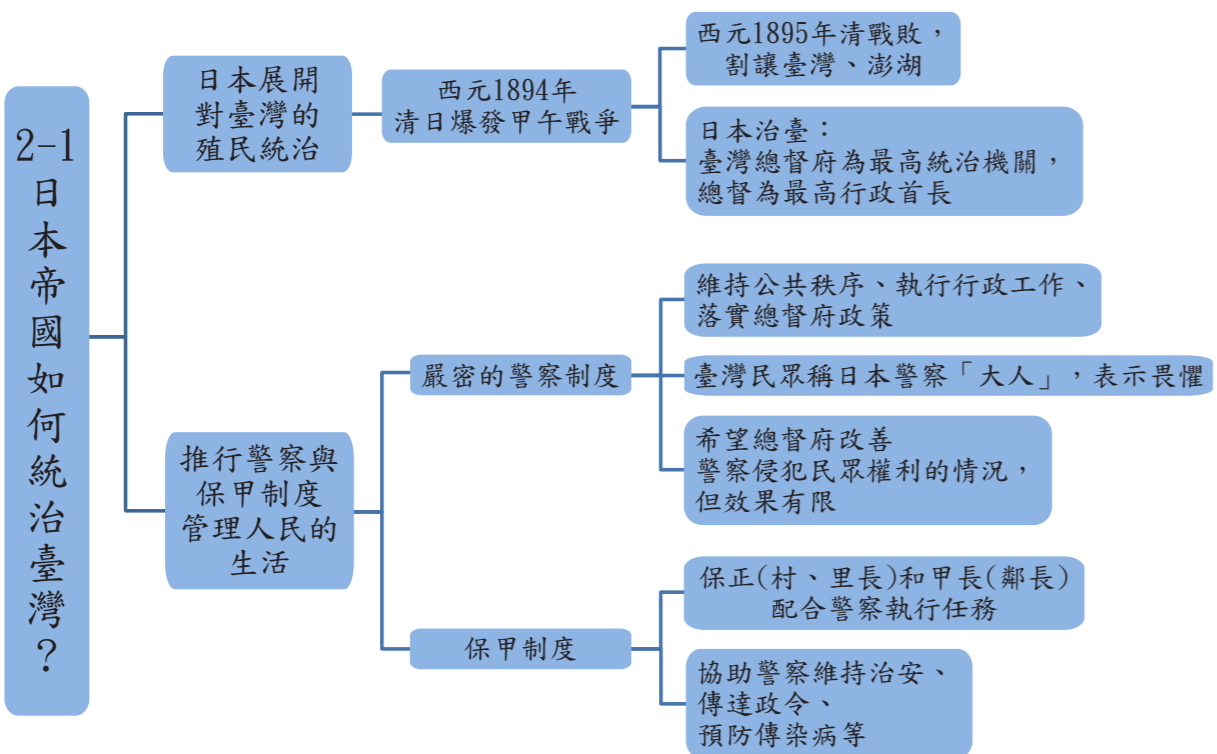 2-1
日本帝國如何統治臺灣？
日本展開
對臺灣的
殖民統治
西元1894年
清日爆發甲午戰爭
西元1895年清戰敗，
割讓臺灣、澎湖
日本治臺：
臺灣總督府為最高統治機關，
總督為最高行政首長
推行警察與
保甲制度
管理人民的
生活
嚴密的警察制度
維持公共秩序、執行行政工作、
落實總督府政策
臺灣民眾稱日本警察「大人」，表示畏懼
希望總督府改善
警察侵犯民眾權利的情況，
但效果有限
保甲制度
保正(村、里長)和甲長(鄰長)
配合警察執行任務
協助警察維持治安、
傳達政令、
預防傳染病等